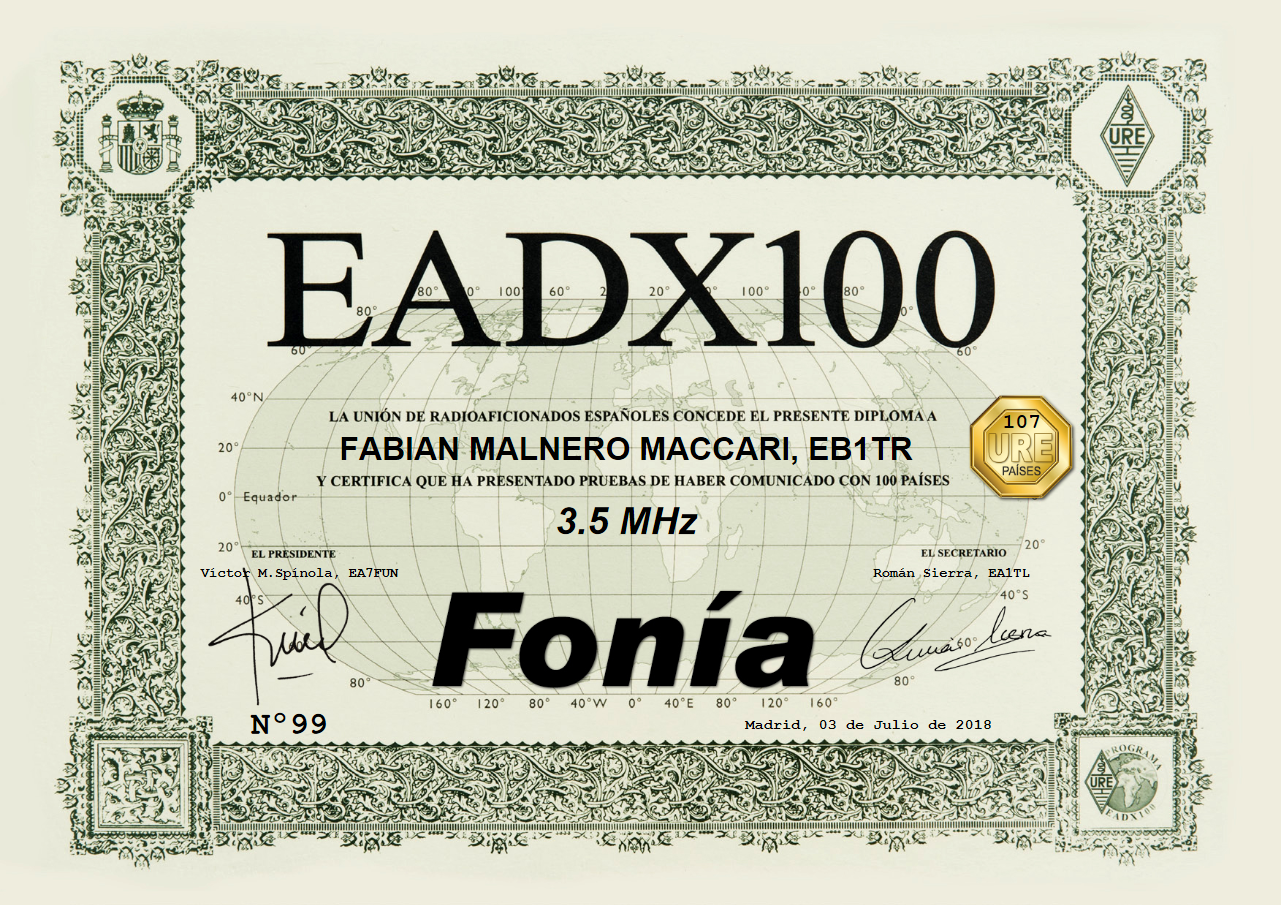 URE
EADX100
80° 100° 60° 20° 100° 80°
80°
60° 60°
40°N
LA UNIÓN DE RADIOAFICIONADOS ESPAÑOLES CONCEDE EL PRESENTE DIPLOMA A
107
FABIAN MALNERO MACCARI, EB1TR
URE
20°
PAÍSES
Y CERTIFICA QUE HA PRESENTADO PRUEBAS DE HABER COMUNICADO CON 100 PAÍSES
0° Equador
3.5 MHz
20° 20°
EL PRESIDENTE EL SECRETARIO
Víctor M.Spínola, EA7FUN Román Sierra, EA1TL
40°S 40°S
Fonía
60°
80° 80°
160° 120° 80° 40°W 0° 40°E 80° 120° 160°
Nº99 Madrid, 03 de Julio de 2018
PROGRAMA
URE
EADX100